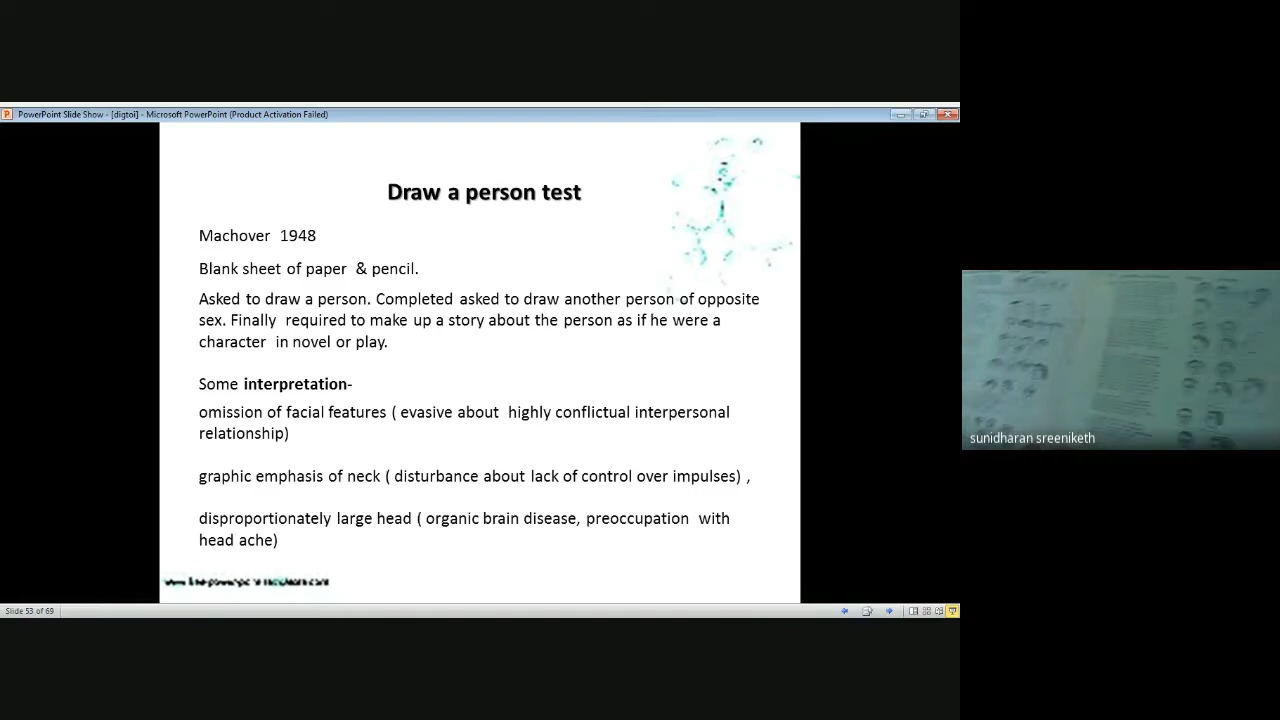 PowerPoint Slide Show - [digtoi] - Microsoft PowerPoint (Product Activation Failed)
Draw a person test
Machover 1948
Blank sheet of paper & pencil.
Asked to draw a person. Completed asked to draw another person of opposite
sex. Finally required to make up a story about the person as if he were a
character in novel or play.
Some interpretation-
omission of facial features ( evasive about highly conflictual interpersonal
relationship)
graphic emphasis of neck ( disturbance about lack of control over impulses) ,
disproportionately large head ( organic brain disease, preoccupation with
head ache)
Slide 53 of 69
sunidharan sreeniketh